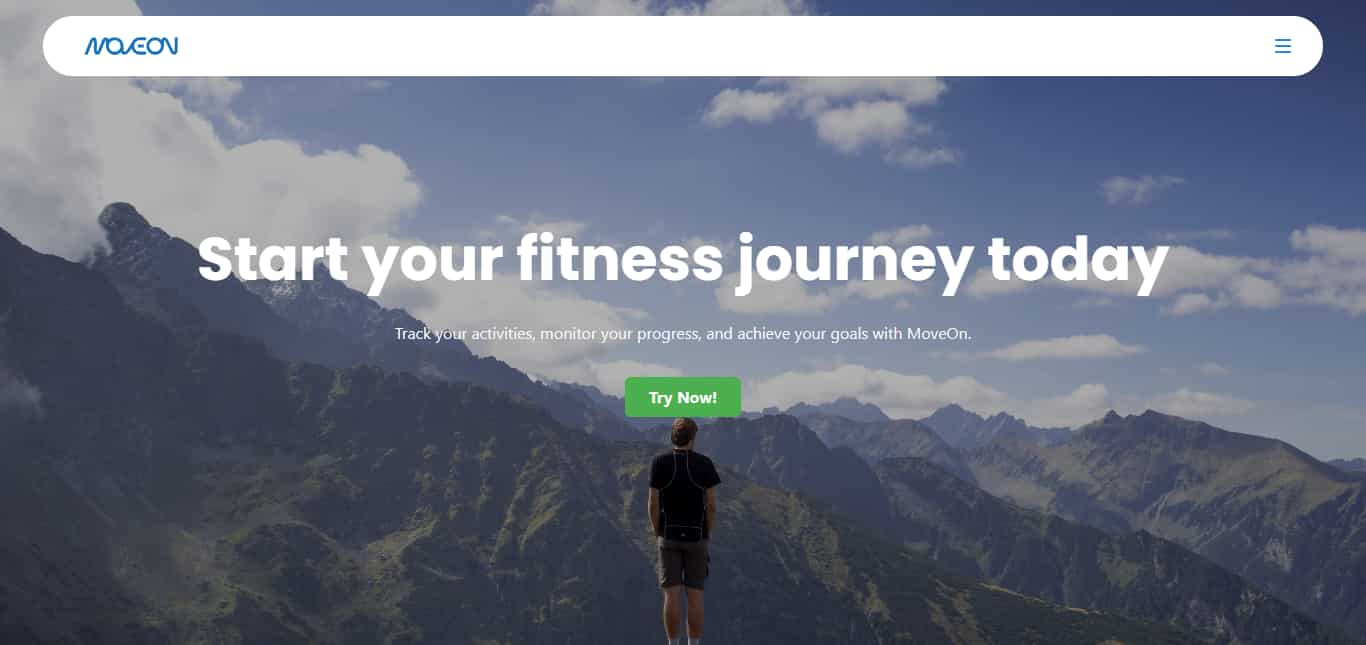 MOVEON
Start your fitness journey today
Track your activities, monitor your progress, and achieve your goals with MoveOn.
Try Now!